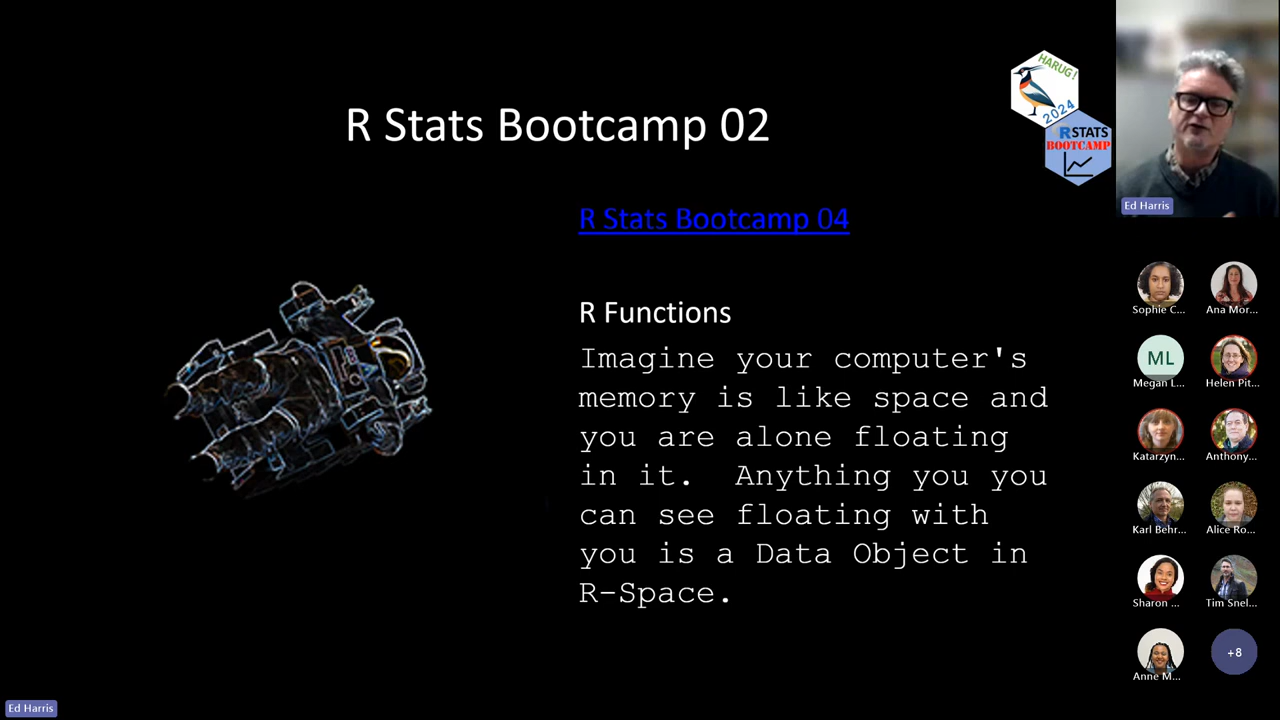 R Stats Bootcamp 02
HARUG!
2024
RSTATS
BOOTCAMP
R Stats Bootcamp 04
R Functions
Imagine your computer's
memory is like space and
you are alone floating
in it.  Anything you you
can see floating with
you is a Data Object in
R-Space.
Ed Harris
Sophie C...
Ana Mor...
ML
Megan L...
Helen Pit...
Katarzyn...
Anthony...
Karl Behr...
Alice Ro...
Sharon ...
Tim Snel...
Anne M...
+8
Ed Harris